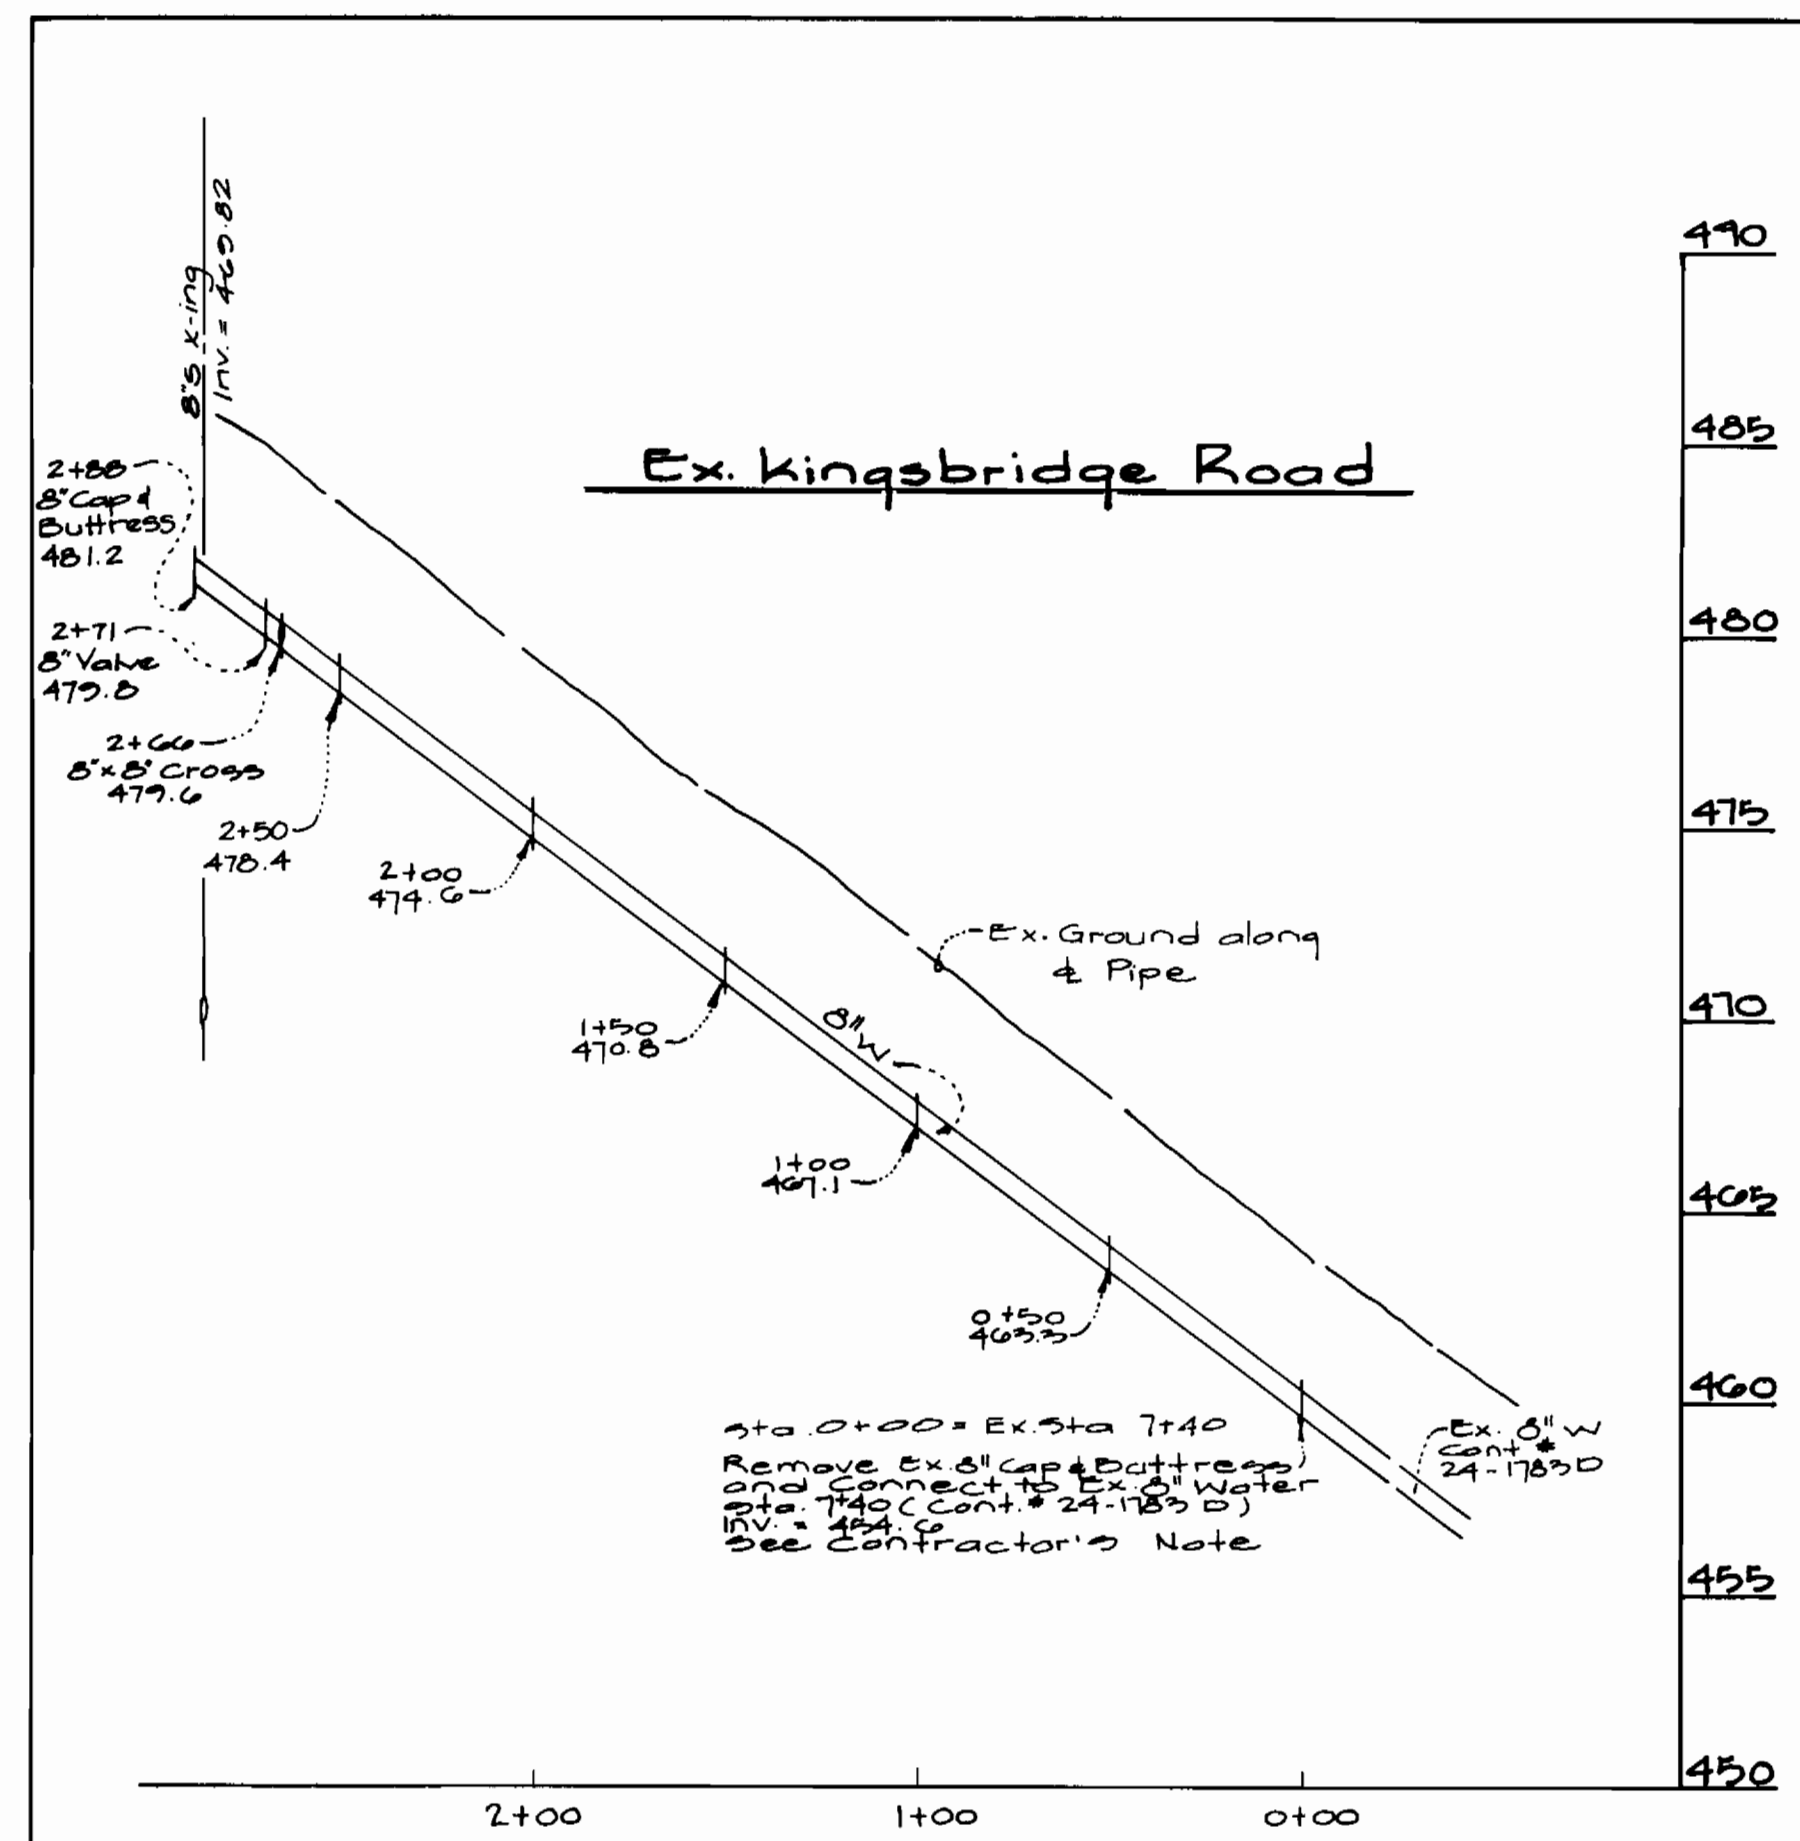 8"S X-ing
Inv. = 469.82
490
485
480
475
470
465
460
455
450
Ex. Kingsbridge Road
2+88
8" Cap &
Buttress
481.2
2+71
8" Valve
479.8
2+66
8"x8" Cross
479.6
2+50
478.4
2+00
474.6
1+50
470.8
8" W
1+00
467.1
Ex. Ground along
℄ Pipe
0+50
463.3
Sta. 0+00 = Ex. Sta 7+40
Remove Ex. 8" Cap & Buttress
and Connect to Ex. 8" Water
Sta. 7+40 (Cont. # 24-1783 D)
Inv. = 454.6
See Contractor's Note
Ex. 8" W
Cont #
24-1783 D
2+00
1+00
0+00